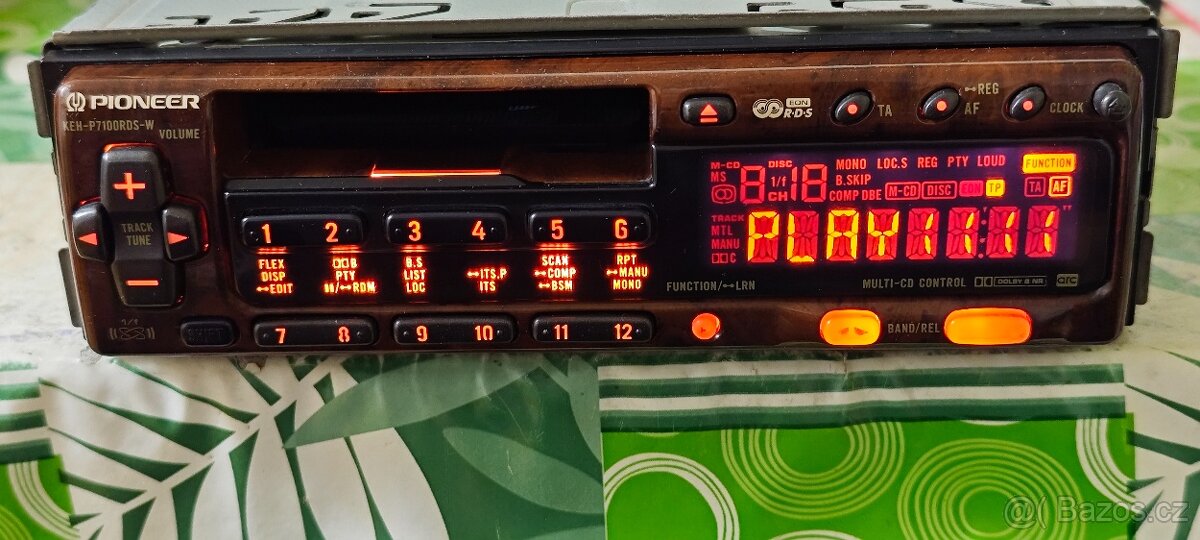 PIONEER
KEH-P7100RDS-W
VOLUME
TRACK
TUNE
1/f
1 2 3 4 5 6
FLEX
DISP
EDIT
B
PTY
RDM
B.S
LIST
LOC
ITS.P
ITS
SCAN
COMP
BSM
RPT
MANU
MONO
7 8 9 10 11 12
EON
R·D·S
TA
REG
AF
CLOCK
M-CD
MS
DISC
1/f
CH
MONO LOC.S REG PTY LOUD
B.SKIP
COMP DBE M-CD DISC EON TP
FUNCTION
TA AF
TRACK
MTL
MANU
C
PLAY
FUNCTION/ LRN
MULTI-CD CONTROL DOLBY B NR arc
BAND/REL
@( Bazos.cz